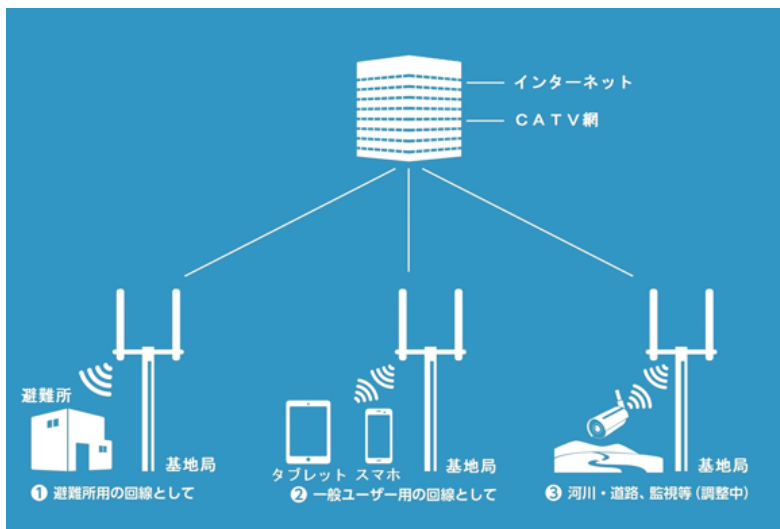 インターネット
CATV網
避難所
基地局
❶ 避難所用の回線として
タブレット スマホ
基地局
❷ 一般ユーザー用の回線として
基地局
❸ 河川・道路、監視等(調整中)